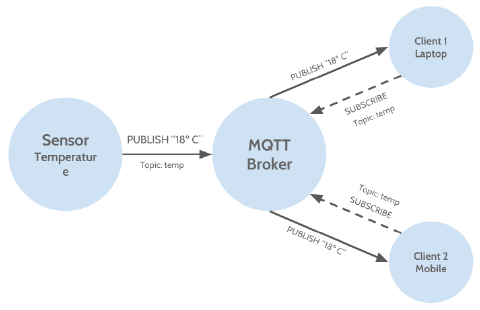 Sensor
Temperatur
e
PUBLISH "18° C"
Topic: temp
MQTT
Broker
PUBLISH "18° C"
SUBSCRIBE
Topic: temp
Client 1
Laptop
Topic: temp
SUBSCRIBE
PUBLISH "18° C"
Client 2
Mobile